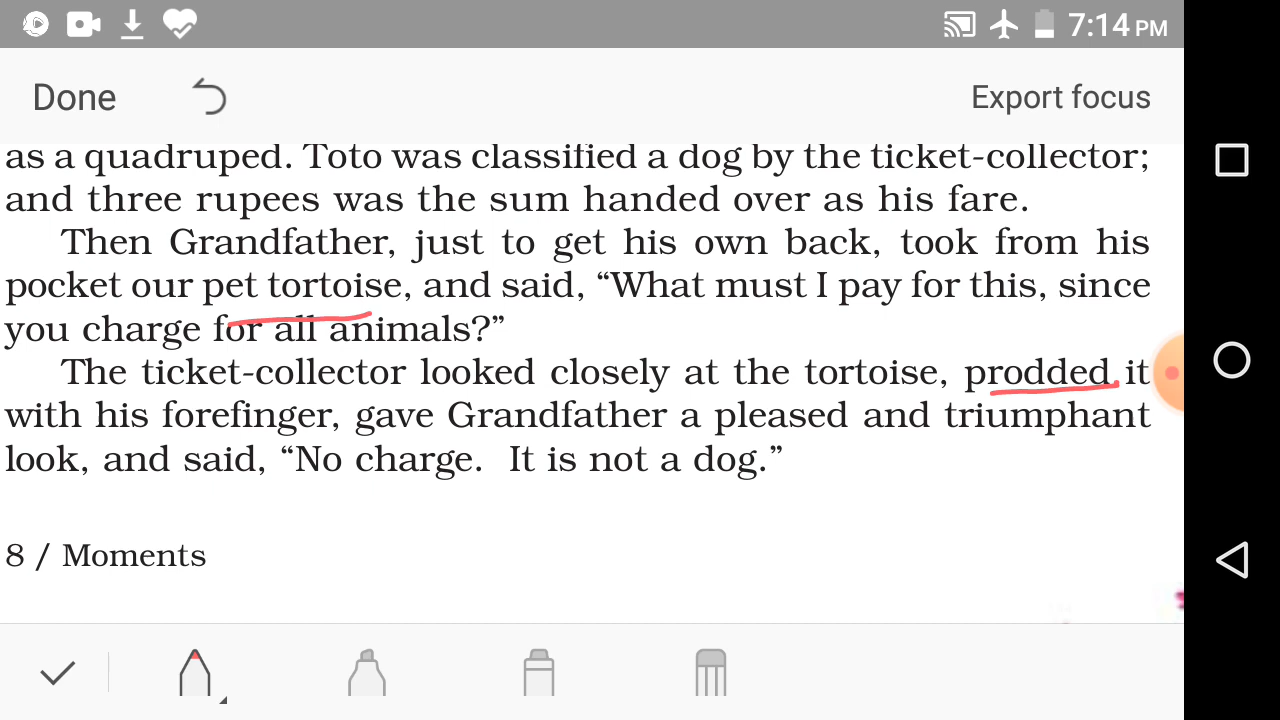 7:14 PM
Done
Export focus
as a quadruped. Toto was classified a dog by the ticket-collector;
and three rupees was the sum handed over as his fare.
Then Grandfather, just to get his own back, took from his
pocket our pet tortoise, and said, “What must I pay for this, since
you charge for all animals?”
The ticket-collector looked closely at the tortoise, prodded it
with his forefinger, gave Grandfather a pleased and triumphant
look, and said, “No charge.  It is not a dog.”
8 / Moments